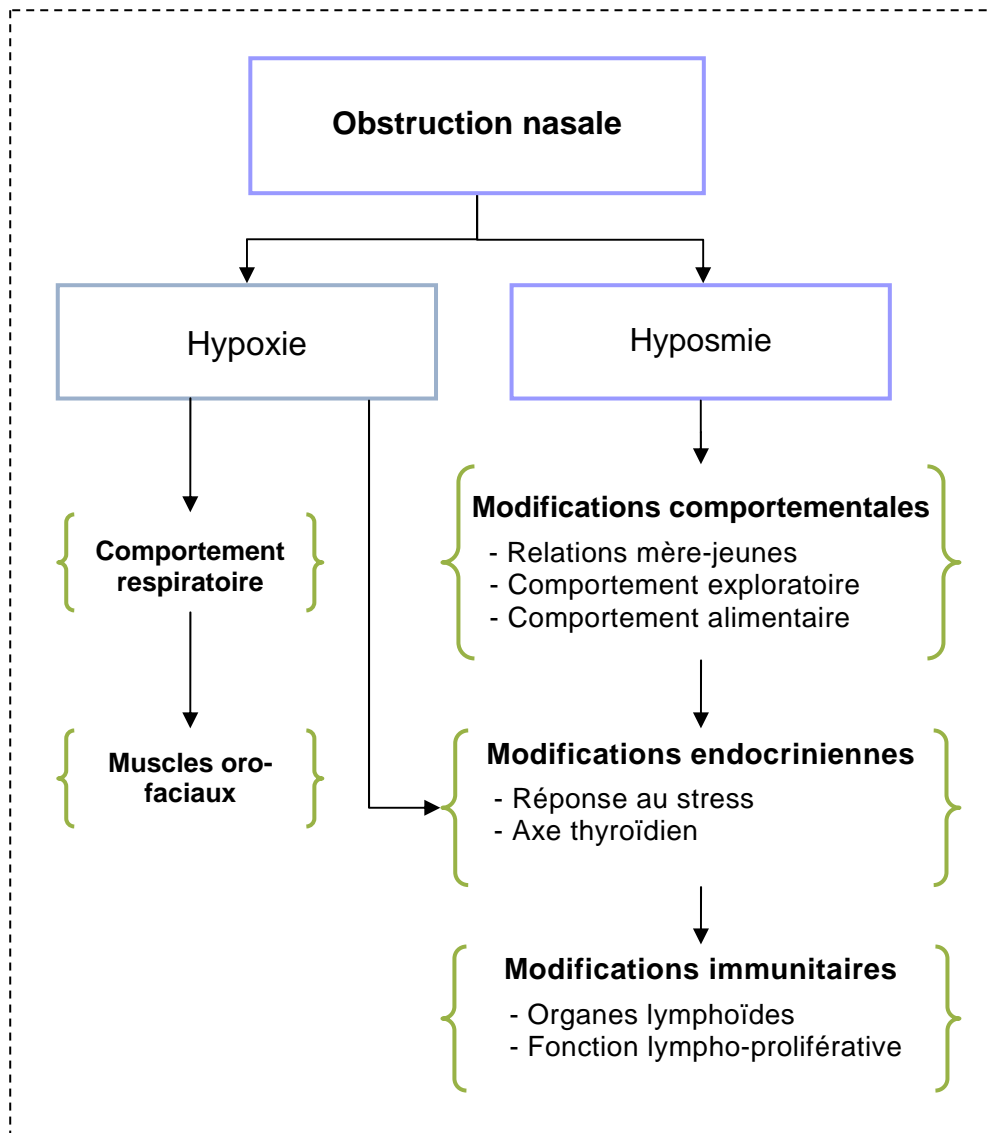 Obstruction nasale
Hypoxie
Hyposmie
Comportement
respiratoire
Muscles oro-
faciaux
Modifications comportementales
- Relations mère-jeunes
- Comportement exploratoire
- Comportement alimentaire
Modifications endocriniennes
- Réponse au stress
- Axe thyroïdien
Modifications immunitaires
- Organes lymphoïdes
- Fonction lympho-proliférative